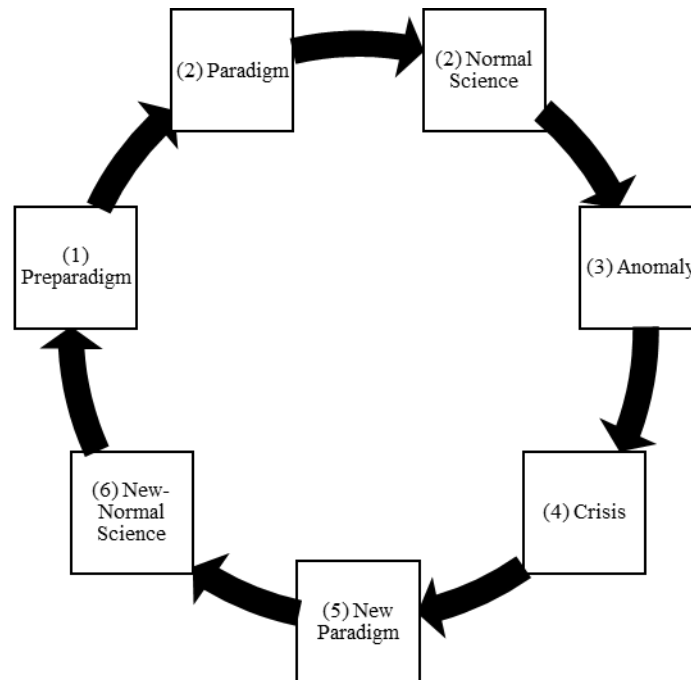 (2) Paradigm
(2) Normal
Science
(1)
Preparadigm
(3) Anomaly
(6) New-
Normal
Science
(4) Crisis
(5) New
Paradigm